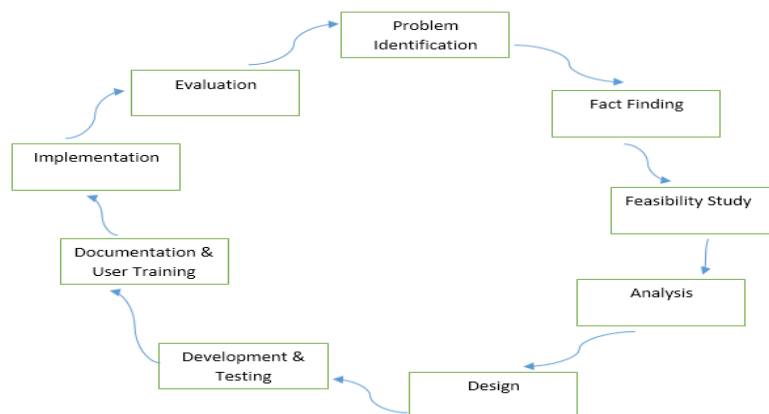 Problem
Identification
Fact Finding
Feasibility Study
Analysis
Design
Development &
Testing
Documentation &
User Training
Implementation
Evaluation